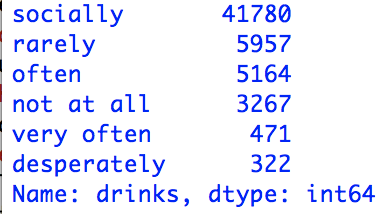 socially 41780
rarely 5957
often 5164
not at all 3267
very often 471
desperately 322
Name: drinks, dtype: int64